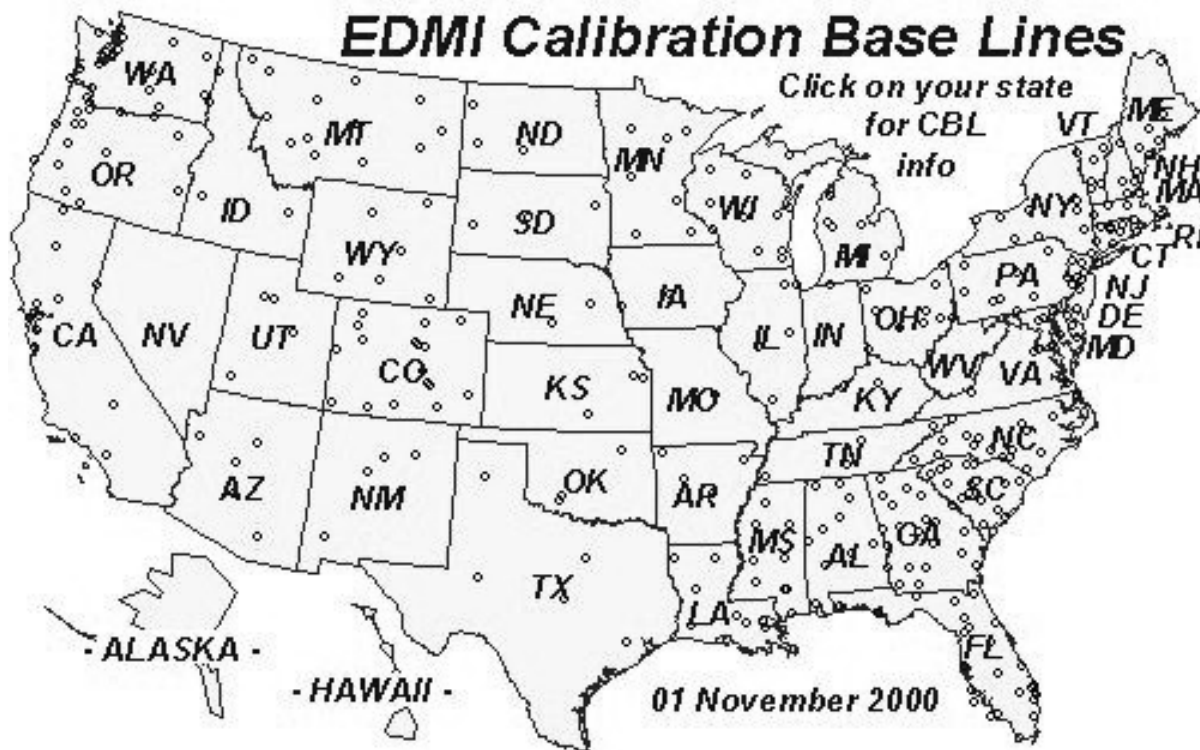 EDMI Calibration Base Lines
Click on your state
for CBL
info
WA
MT
ND
MN
VT
ME
OR
ID
SD
WI
NY
NH
MA
WY
MI
RI
CT
NE
IA
PA
NJ
CA
NV
UT
CO
IL
IN
OH
DE
MD
KS
MO
WV
VA
KY
AZ
NM
OK
AR
TN
NC
SC
TX
MS
AL
GA
LA
FL
- ALASKA -
- HAWAII -
01 November 2000